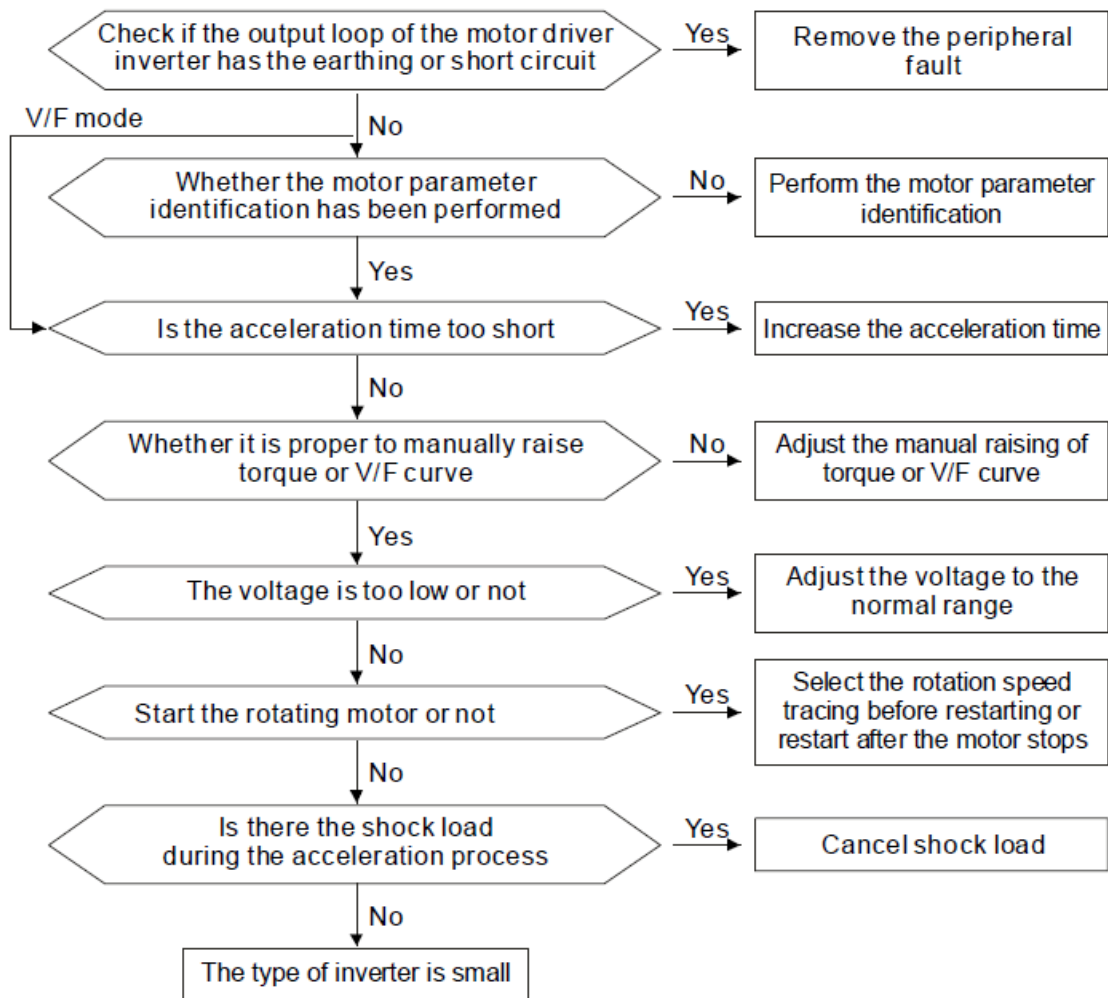 Check if the output loop of the motor driver
inverter has the earthing or short circuit
Yes
Remove the peripheral
fault
V/F mode
No
Whether the motor parameter
identification has been performed
No
Perform the motor parameter
identification
Yes
Is the acceleration time too short
Yes
Increase the acceleration time
No
Whether it is proper to manually raise
torque or V/F curve
No
Adjust the manual raising of
torque or V/F curve
Yes
The voltage is too low or not
Yes
Adjust the voltage to the
normal range
No
Start the rotating motor or not
Yes
Select the rotation speed
tracing before restarting or
restart after the motor stops
No
Is there the shock load
during the acceleration process
Yes
Cancel shock load
No
The type of inverter is small